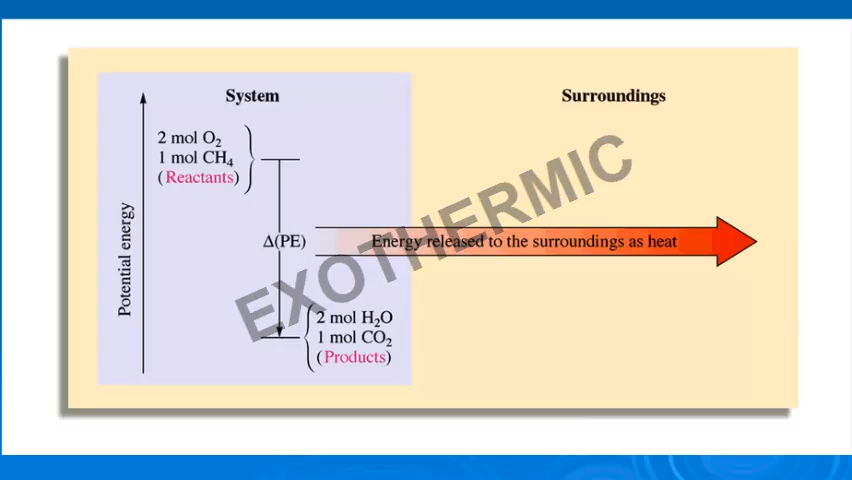 System
Surroundings
2 mol O₂
1 mol CH₄
(Reactants)
Potential energy
Δ(PE)
Energy released to the surroundings as heat
EXOTHERMIC
2 mol H₂O
1 mol CO₂
(Products)